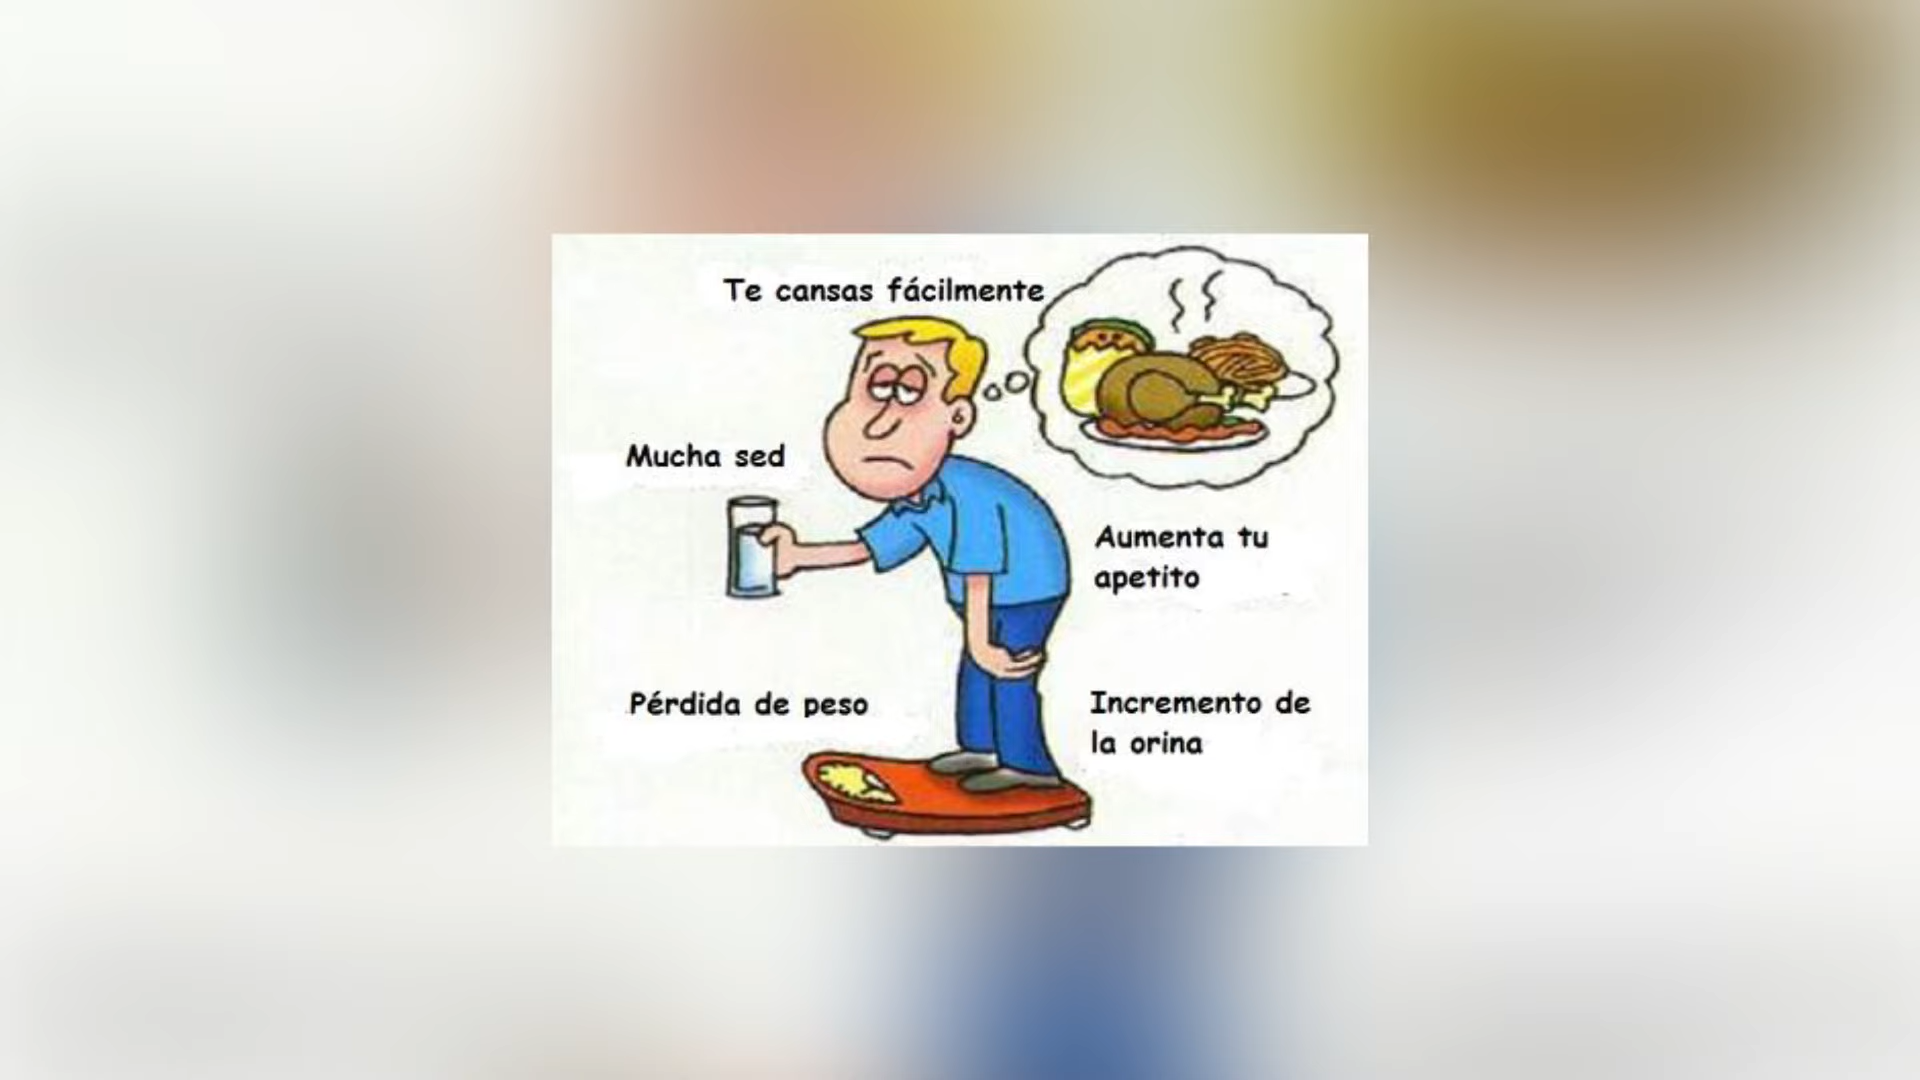 Te cansas fácilmente
Mucha sed
Aumenta tu
apetito
Pérdida de peso
Incremento de
la orina